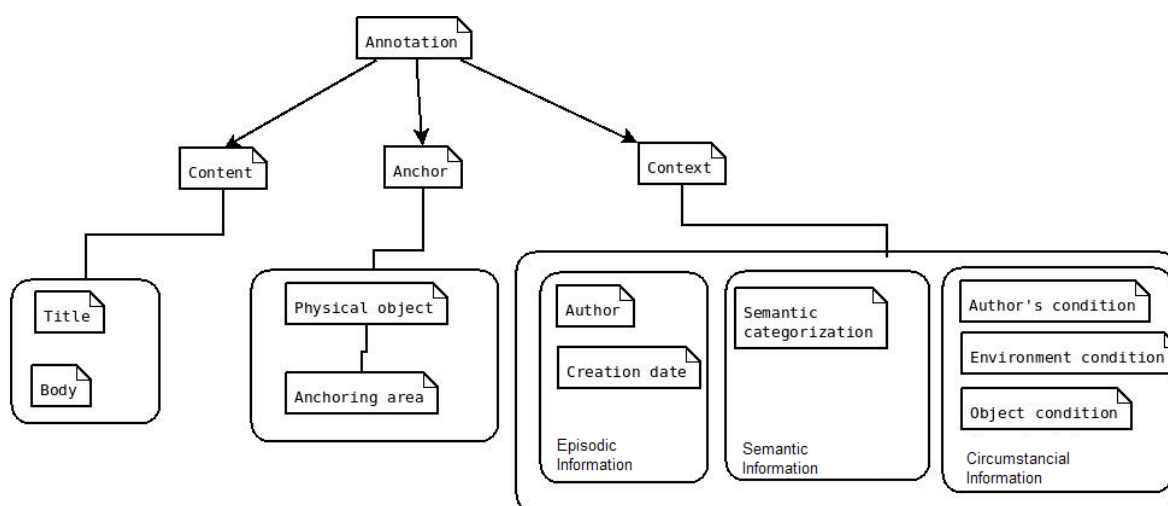 Annotation
Content
Anchor
Context
Title
Body
Physical object
Anchoring area
Author
Creation date
Episodic
Information
Semantic
categorization
Semantic
Information
Author's condition
Environment condition
Object condition
Circumstancial
Information